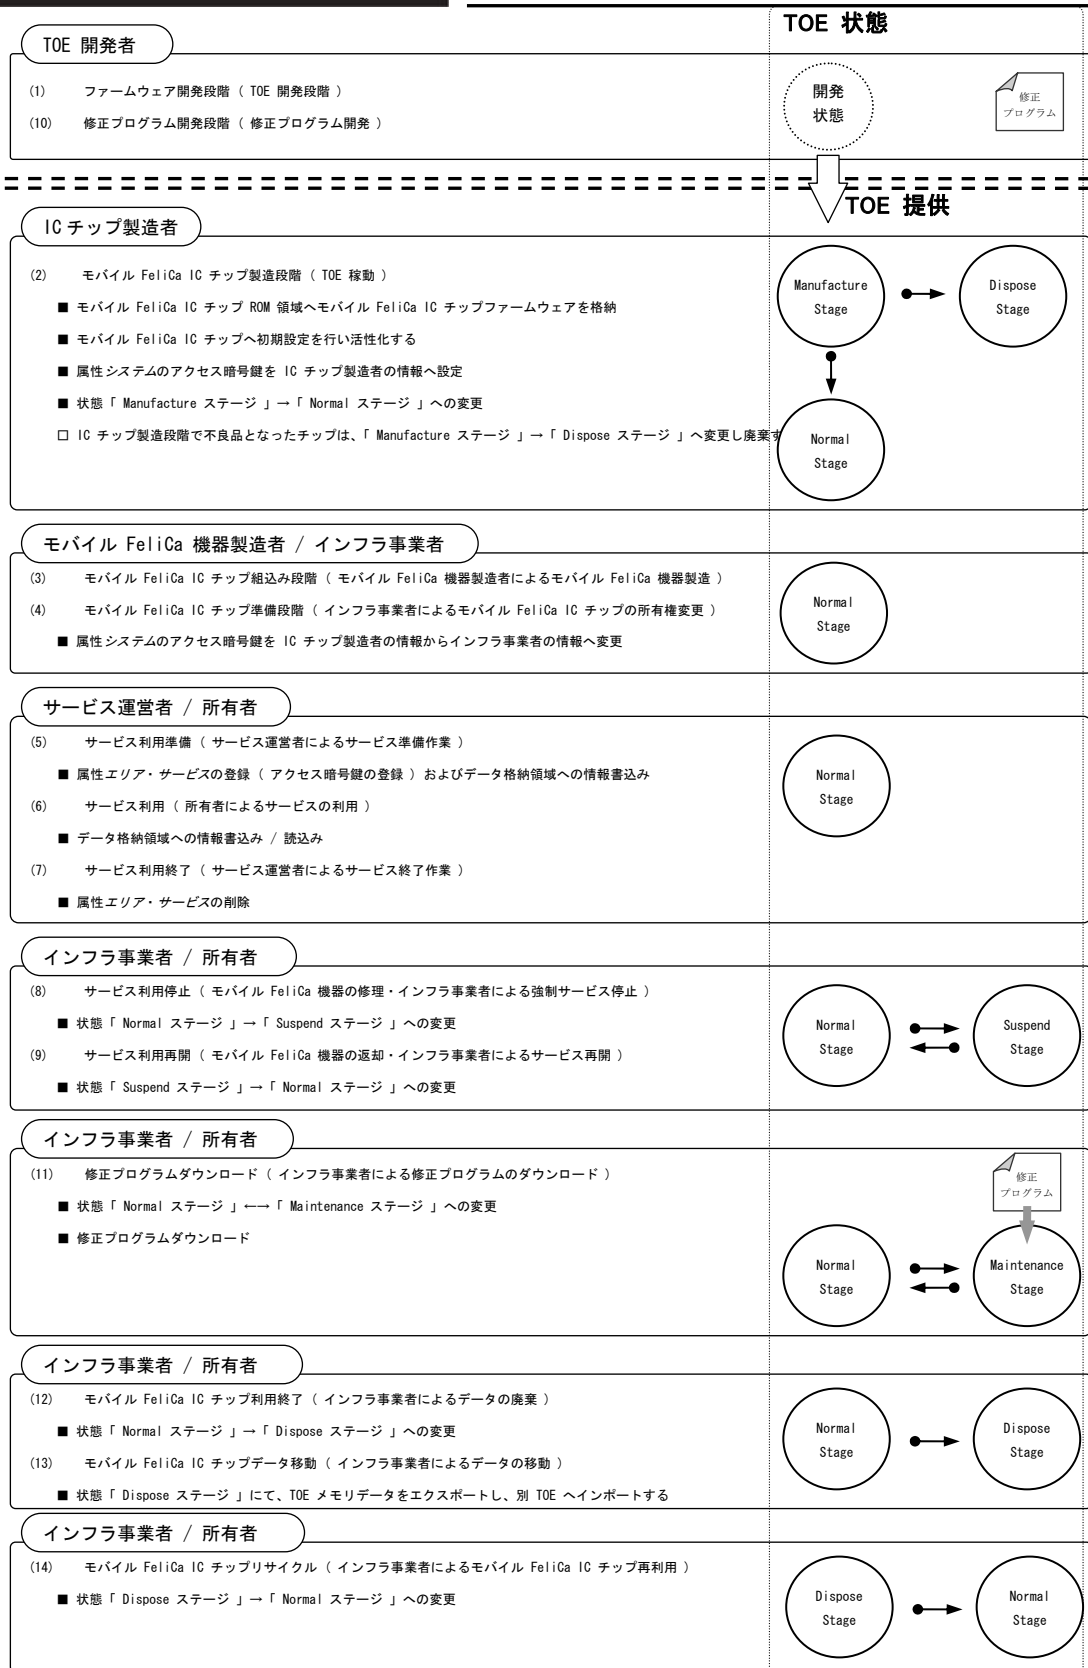 TOE 状態
TOE 開発者
(1) ファームウェア開発段階（ TOE 開発段階 ）
(10) 修正プログラム開発段階（ 修正プログラム開発 ）
開発
状態
修正
プログラム
TOE 提供
IC チップ製造者
(2) モバイル FeliCa IC チップ製造段階（ TOE 稼動 ）
■ モバイル FeliCa IC チップ ROM 領域へモバイル FeliCa IC チップファームウェアを格納
■ モバイル FeliCa IC チップへ初期設定を行い活性化する
■ 属性システムのアクセス暗号鍵を IC チップ製造者の情報へ設定
■ 状態「 Manufacture ステージ 」→「 Normal ステージ 」への変更
□ IC チップ製造段階で不良品となったチップは、「 Manufacture ステージ 」→「 Dispose ステージ 」へ変更し廃棄す
Manufacture
Stage
Dispose
Stage
Normal
Stage
モバイル FeliCa 機器製造者 / インフラ事業者
(3) モバイル FeliCa IC チップ組込み段階（ モバイル FeliCa 機器製造者によるモバイル FeliCa 機器製造 ）
(4) モバイル FeliCa IC チップ準備段階（ インフラ事業者によるモバイル FeliCa IC チップの所有権変更 ）
■ 属性システムのアクセス暗号鍵を IC チップ製造者の情報からインフラ事業者の情報へ変更
Normal
Stage
サービス運営者 / 所有者
(5) サービス利用準備（ サービス運営者によるサービス準備作業 ）
■ 属性エリア・サービスの登録（ アクセス暗号鍵の登録 ）およびデータ格納領域への情報書込み
(6) サービス利用（ 所有者によるサービスの利用 ）
■ データ格納領域への情報書込み / 読込み
(7) サービス利用終了（ サービス運営者によるサービス終了作業 ）
■ 属性エリア・サービスの削除
Normal
Stage
インフラ事業者 / 所有者
(8) サービス利用停止（ モバイル FeliCa 機器の修理・インフラ事業者による強制サービス停止 ）
■ 状態「 Normal ステージ 」→「 Suspend ステージ 」への変更
(9) サービス利用再開（ モバイル FeliCa 機器の返却・インフラ事業者によるサービス再開 ）
■ 状態「 Suspend ステージ 」→「 Normal ステージ 」への変更
Normal
Stage
Suspend
Stage
インフラ事業者 / 所有者
(11) 修正プログラムダウンロード（ インフラ事業者による修正プログラムのダウンロード ）
■ 状態「 Normal ステージ 」←→「 Maintenance ステージ 」への変更
■ 修正プログラムダウンロード
修正
プログラム
Normal
Stage
Maintenance
Stage
インフラ事業者 / 所有者
(12) モバイル FeliCa IC チップ利用終了（ インフラ事業者によるデータの廃棄 ）
■ 状態「 Normal ステージ 」→「 Dispose ステージ 」への変更
(13) モバイル FeliCa IC チップデータ移動（ インフラ事業者によるデータの移動 ）
■ 状態「 Dispose ステージ 」にて、TOE メモリデータをエクスポートし、別 TOE へインポートする
Normal
Stage
Dispose
Stage
インフラ事業者 / 所有者
(14) モバイル FeliCa IC チップリサイクル（ インフラ事業者によるモバイル FeliCa IC チップ再利用 ）
■ 状態「 Dispose ステージ 」→「 Normal ステージ 」への変更
Dispose
Stage
Normal
Stage